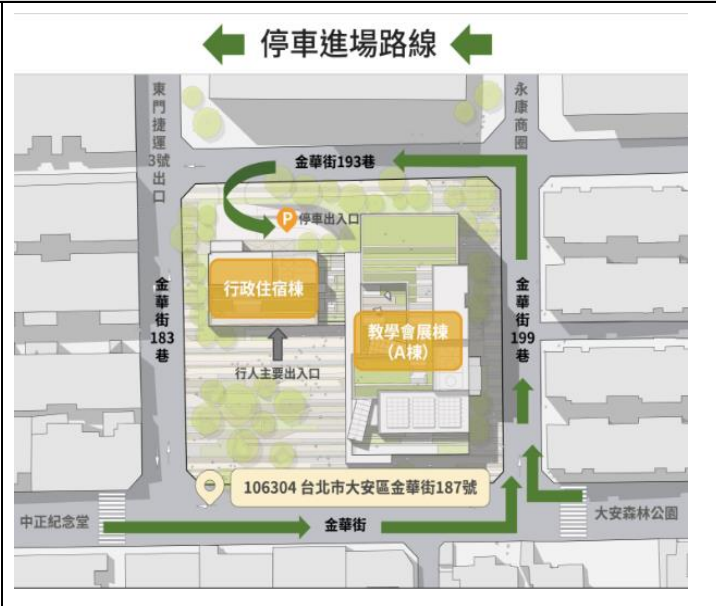 停車進場路線
東門捷運3號出口
永康商圈
金華街193巷
P
停車出入口
行政住宿棟
金華街183巷
金華街199巷
教學會展棟
（A棟）
行人主要出入口
106304 台北市大安區金華街187號
中正紀念堂
金華街
大安森林公園